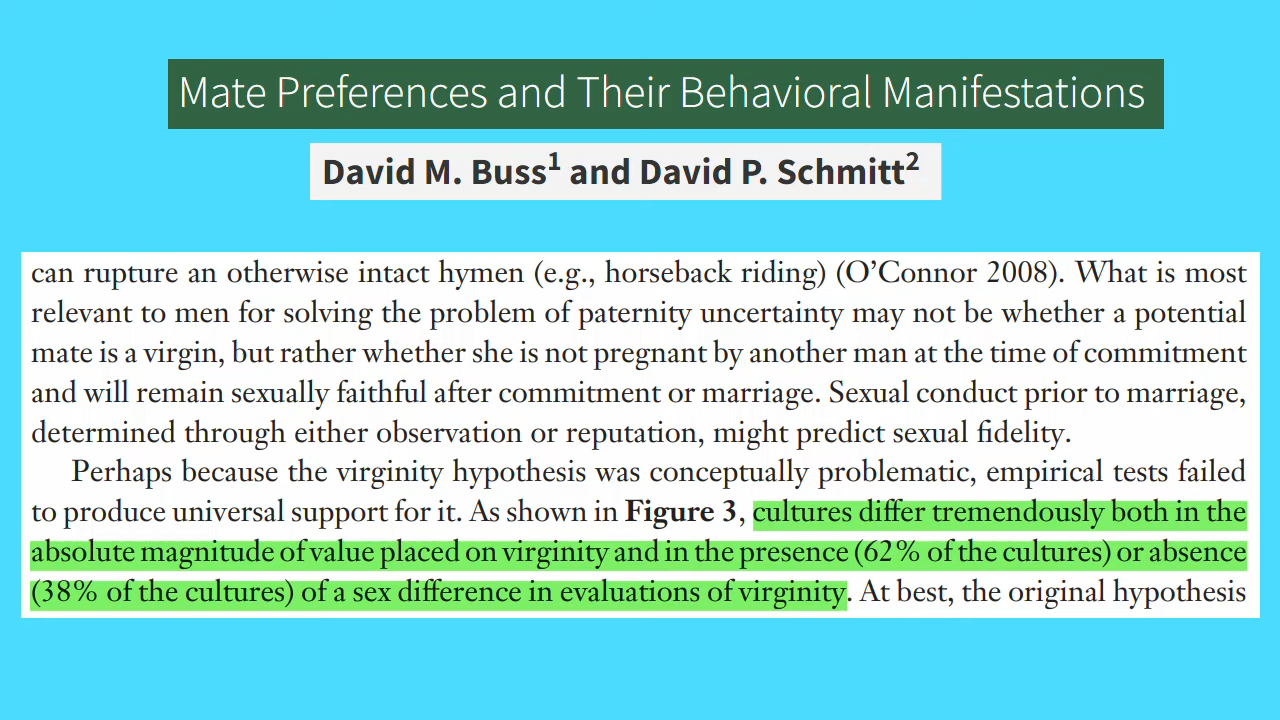 Mate Preferences and Their Behavioral Manifestations
David M. Buss1 and David P. Schmitt2
can rupture an otherwise intact hymen (e.g., horseback riding) (O’Connor 2008). What is most
relevant to men for solving the problem of paternity uncertainty may not be whether a potential
mate is a virgin, but rather whether she is not pregnant by another man at the time of commitment
and will remain sexually faithful after commitment or marriage. Sexual conduct prior to marriage,
determined through either observation or reputation, might predict sexual fidelity.
Perhaps because the virginity hypothesis was conceptually problematic, empirical tests failed
to produce universal support for it. As shown in Figure 3, cultures differ tremendously both in the
absolute magnitude of value placed on virginity and in the presence (62% of the cultures) or absence
(38% of the cultures) of a sex difference in evaluations of virginity. At best, the original hypothesis